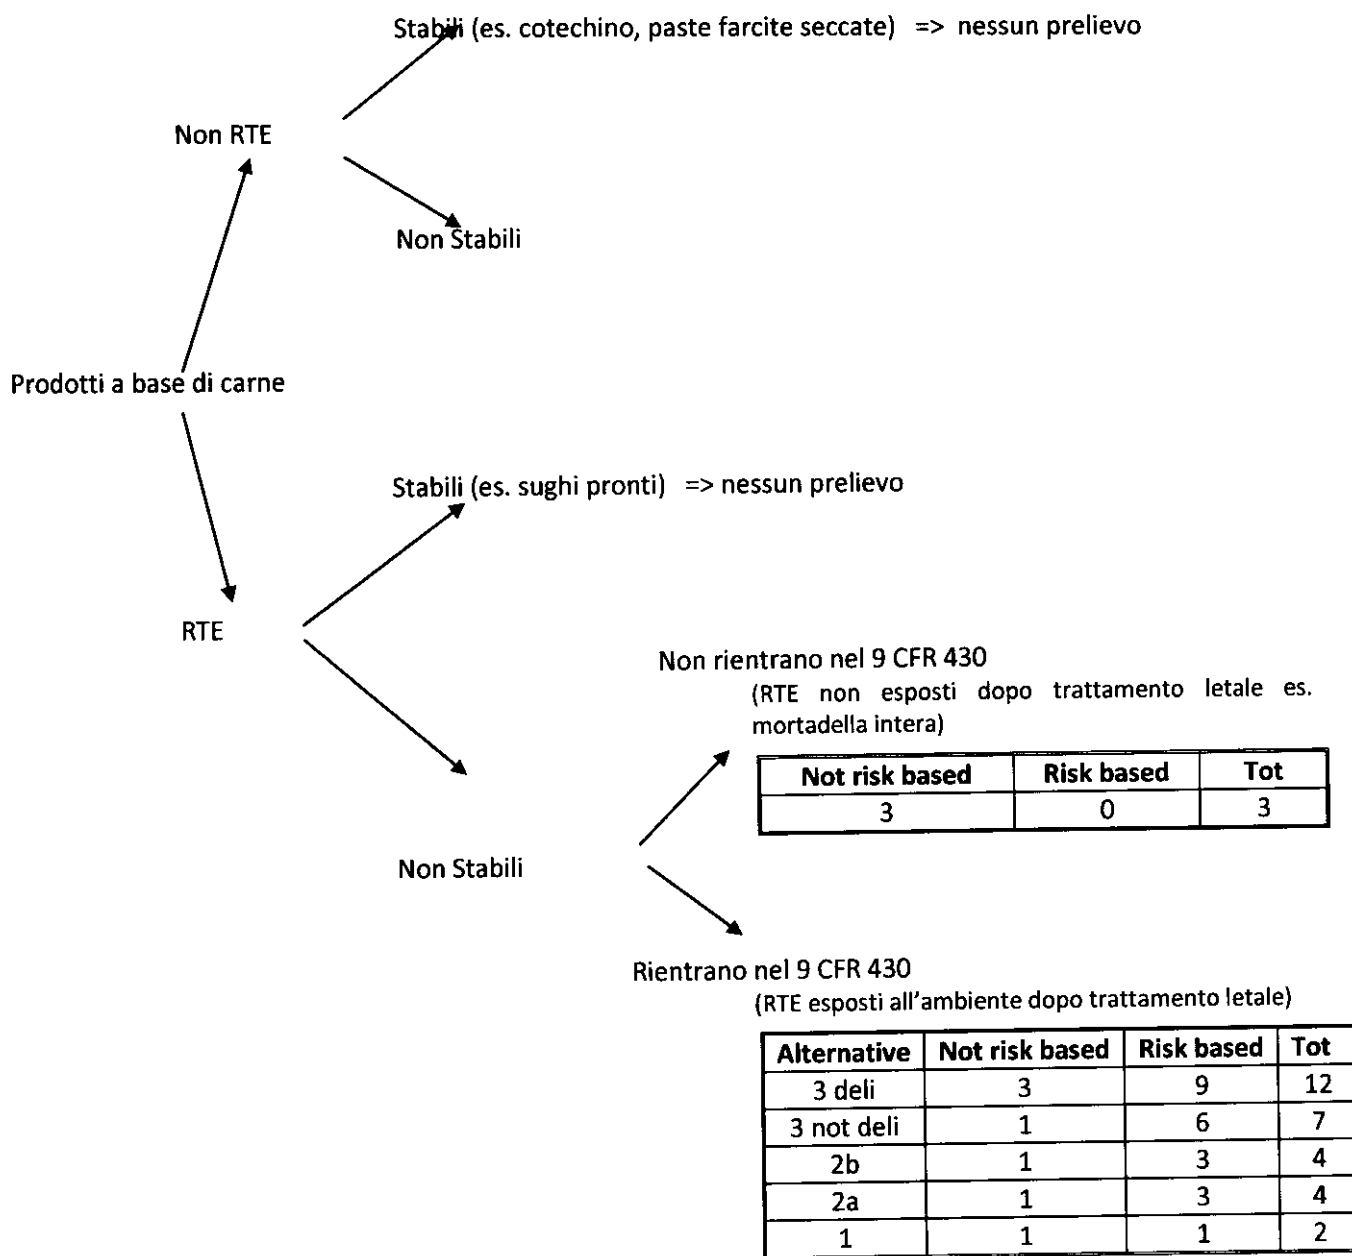 Stabili (es. cotechino, paste farcite seccate) => nessun prelievo
Non RTE
Non Stabili
Prodotti a base di carne
Stabili (es. sughi pronti) => nessun prelievo
RTE
Non rientrano nel 9 CFR 430
(RTE non esposti dopo trattamento letale es.
mortadella intera)
Not risk based Risk based Tot
3 0 3
Non Stabili
Rientrano nel 9 CFR 430
(RTE esposti all'ambiente dopo trattamento letale)
Alternative Not risk based Risk based Tot
3 deli 3 9 12
3 not deli 1 6 7
2b 1 3 4
2a 1 3 4
1 1 1 2